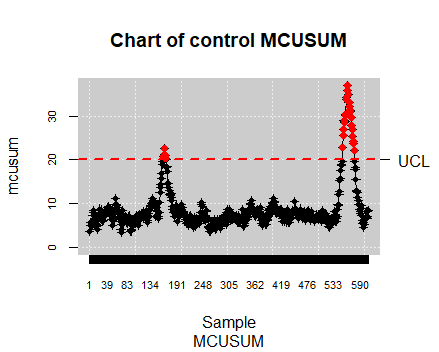 Chart of control MCUSUM
mcusum
30
20
10
0
UCL
1 39 83 134 191 248 305 362 419 476 533 590
Sample
MCUSUM